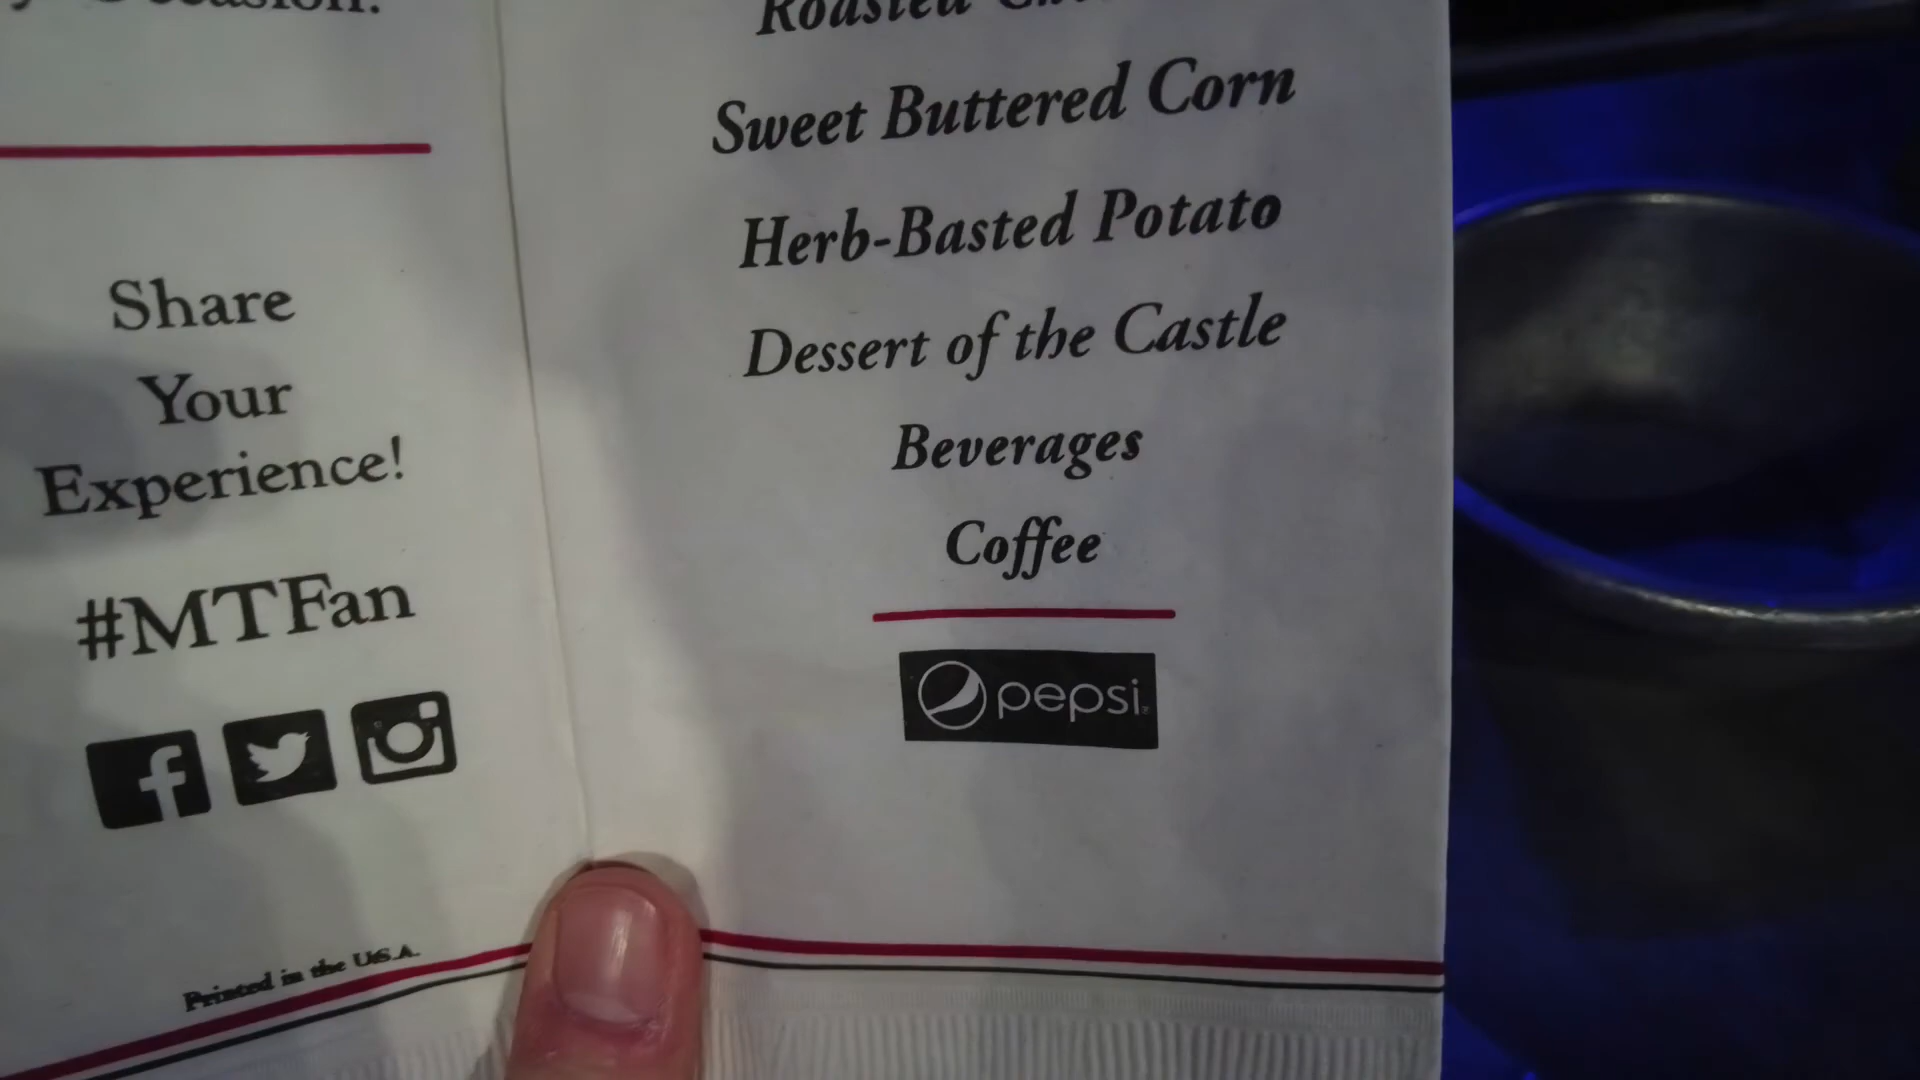 Roasted
Sweet Buttered Corn
Herb-Basted Potato
Dessert of the Castle
Beverages
Coffee
pepsi
Share
Your
Experience!
#MTFan
Printed in the U.S.A.